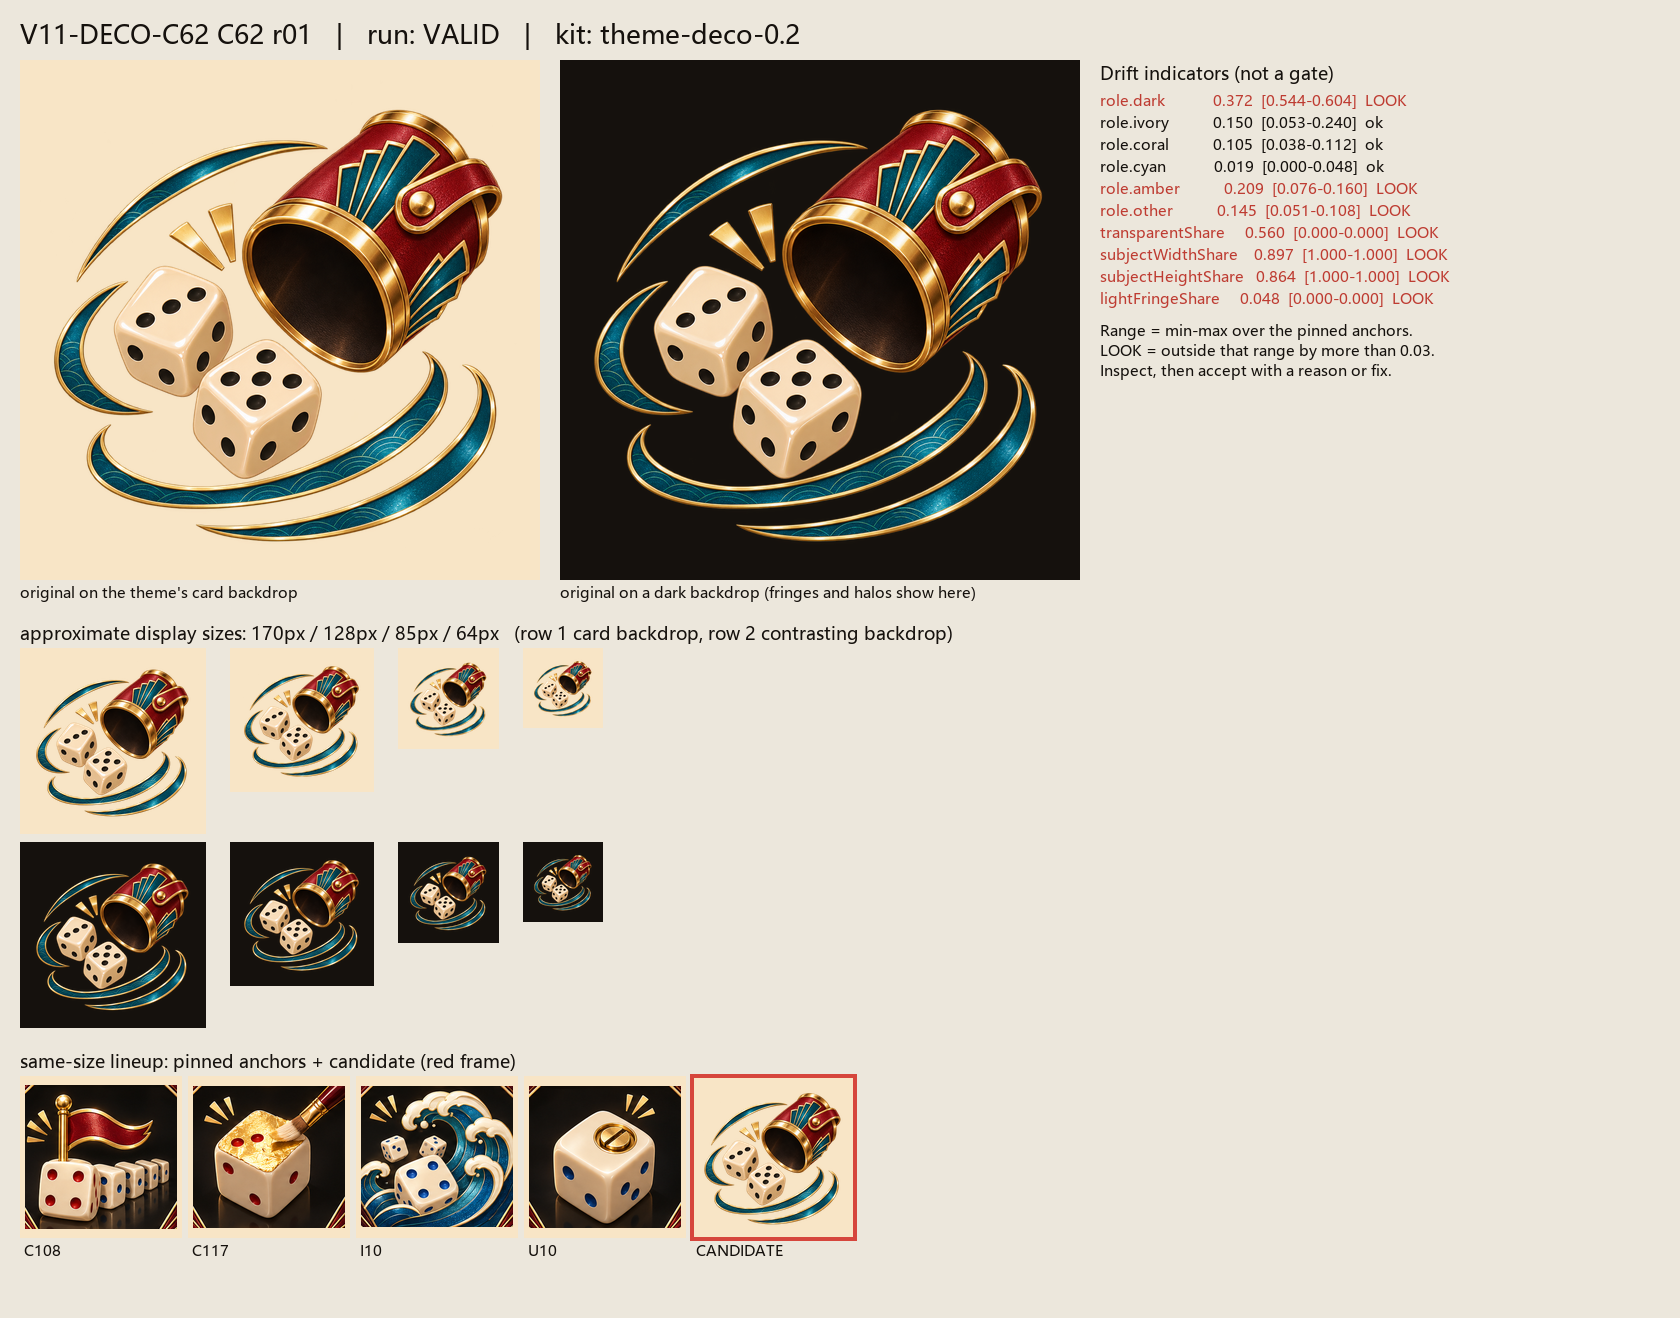 V11-DECO-C62 C62 r01 | run: VALID | kit: theme-deco-0.2
Drift indicators (not a gate)
role.dark 0.372 [0.544-0.604] LOOK
role.ivory 0.150 [0.053-0.240] ok
role.coral 0.105 [0.038-0.112] ok
role.cyan 0.019 [0.000-0.048] ok
role.amber 0.209 [0.076-0.160] LOOK
role.other 0.145 [0.051-0.108] LOOK
transparentShare 0.560 [0.000-0.000] LOOK
subjectWidthShare 0.897 [1.000-1.000] LOOK
subjectHeightShare 0.864 [1.000-1.000] LOOK
lightFringeShare 0.048 [0.000-0.000] LOOK
Range = min-max over the pinned anchors.
LOOK = outside that range by more than 0.03.
Inspect, then accept with a reason or fix.
original on the theme's card backdrop
original on a dark backdrop (fringes and halos show here)
approximate display sizes: 170px / 128px / 85px / 64px (row 1 card backdrop, row 2 contrasting backdrop)
same-size lineup: pinned anchors + candidate (red frame)
C108
C117
I10
U10
CANDIDATE